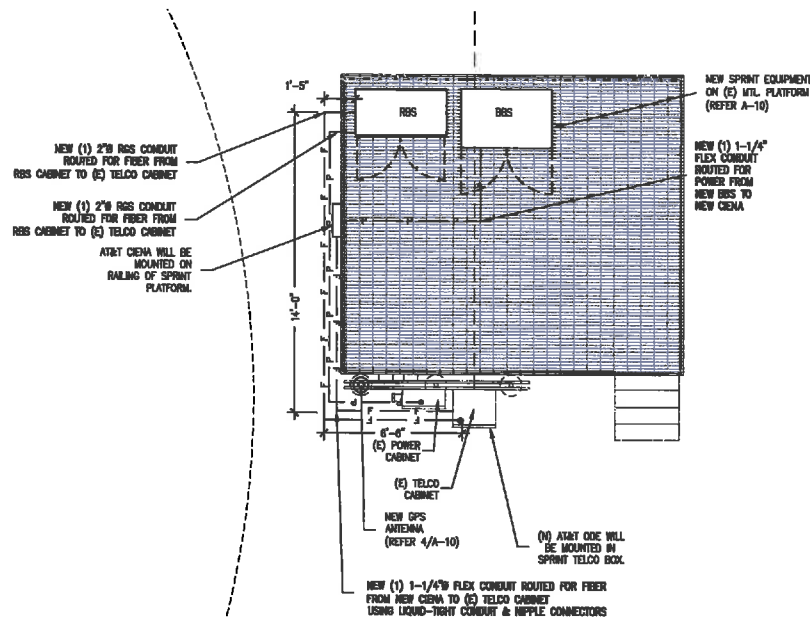 1'-5"
RBS
BBS
NEW SPRINT EQUIPMENT
ON (E) MTL PLATFORM
(REFER A-10)
NEW (1) 2"Ø RGS CONDUIT
ROUTED FOR FIBER FROM
RBS CABINET TO (E) TELCO CABINET
NEW (1) 1-1/4"
FLEX CONDUIT
ROUTED FOR
POWER FROM
NEW BBS TO
NEW CIENA
NEW (1) 2"Ø RGS CONDUIT
ROUTED FOR FIBER FROM
RBS CABINET TO (E) TELCO CABINET
AT&T CIENA WILL BE
MOUNTED ON
RAILING OF SPRINT
PLATFORM.
14'-0"
6'-6"
(E) POWER
CABINET
(E) TELCO
CABINET
NEW GPS
ANTENNA
(REFER 4/A-10)
(N) AT&T ODE WILL
BE MOUNTED IN
SPRINT TELCO BOX.
NEW (1) 1-1/4"Ø FLEX CONDUIT ROUTED FOR FIBER
FROM NEW CIENA TO (E) TELCO CABINET
USING LIQUID-TIGHT CONDUIT & NIPPLE CONNECTORS